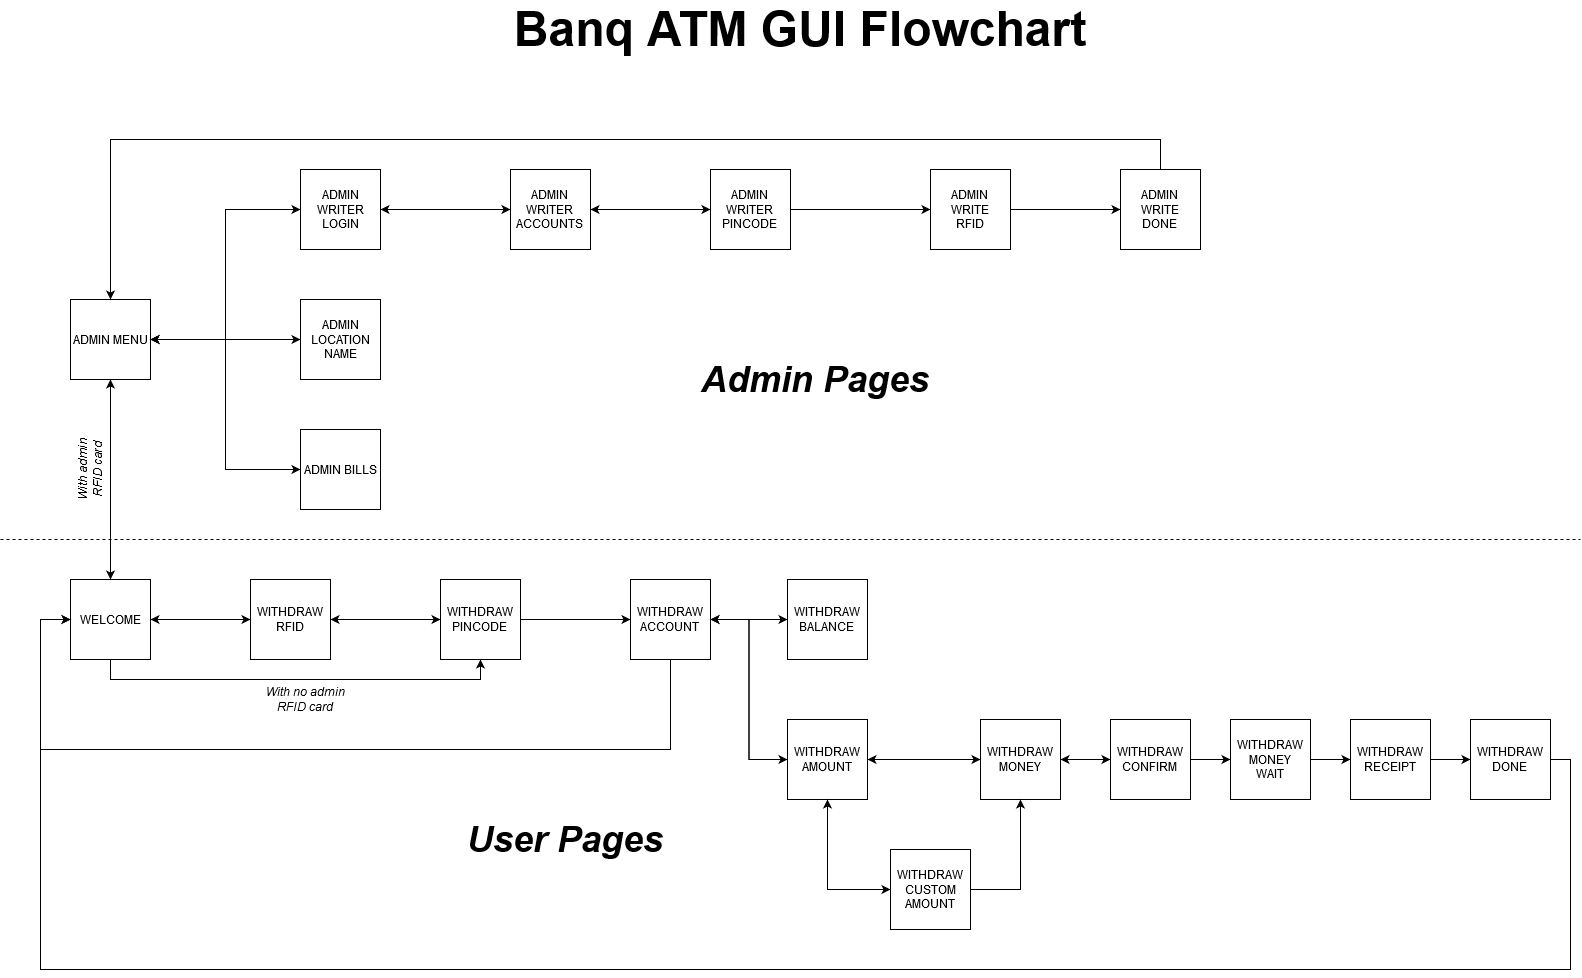 Banq ATM GUI Flowchart
ADMIN
WRITER
LOGIN
ADMIN
WRITER
ACCOUNTS
ADMIN
WRITER
PINCODE
ADMIN
WRITE
RFID
ADMIN
WRITE
DONE
ADMIN MENU
ADMIN
LOCATION
NAME
Admin Pages
ADMIN BILLS
With admin
RFID card
WELCOME
WITHDRAW
RFID
WITHDRAW
PINCODE
WITHDRAW
ACCOUNT
WITHDRAW
BALANCE
With no admin
RFID card
WITHDRAW
AMOUNT
WITHDRAW
MONEY
WITHDRAW
CONFIRM
WITHDRAW
MONEY
WAIT
WITHDRAW
RECEIPT
WITHDRAW
DONE
User Pages
WITHDRAW
CUSTOM
AMOUNT